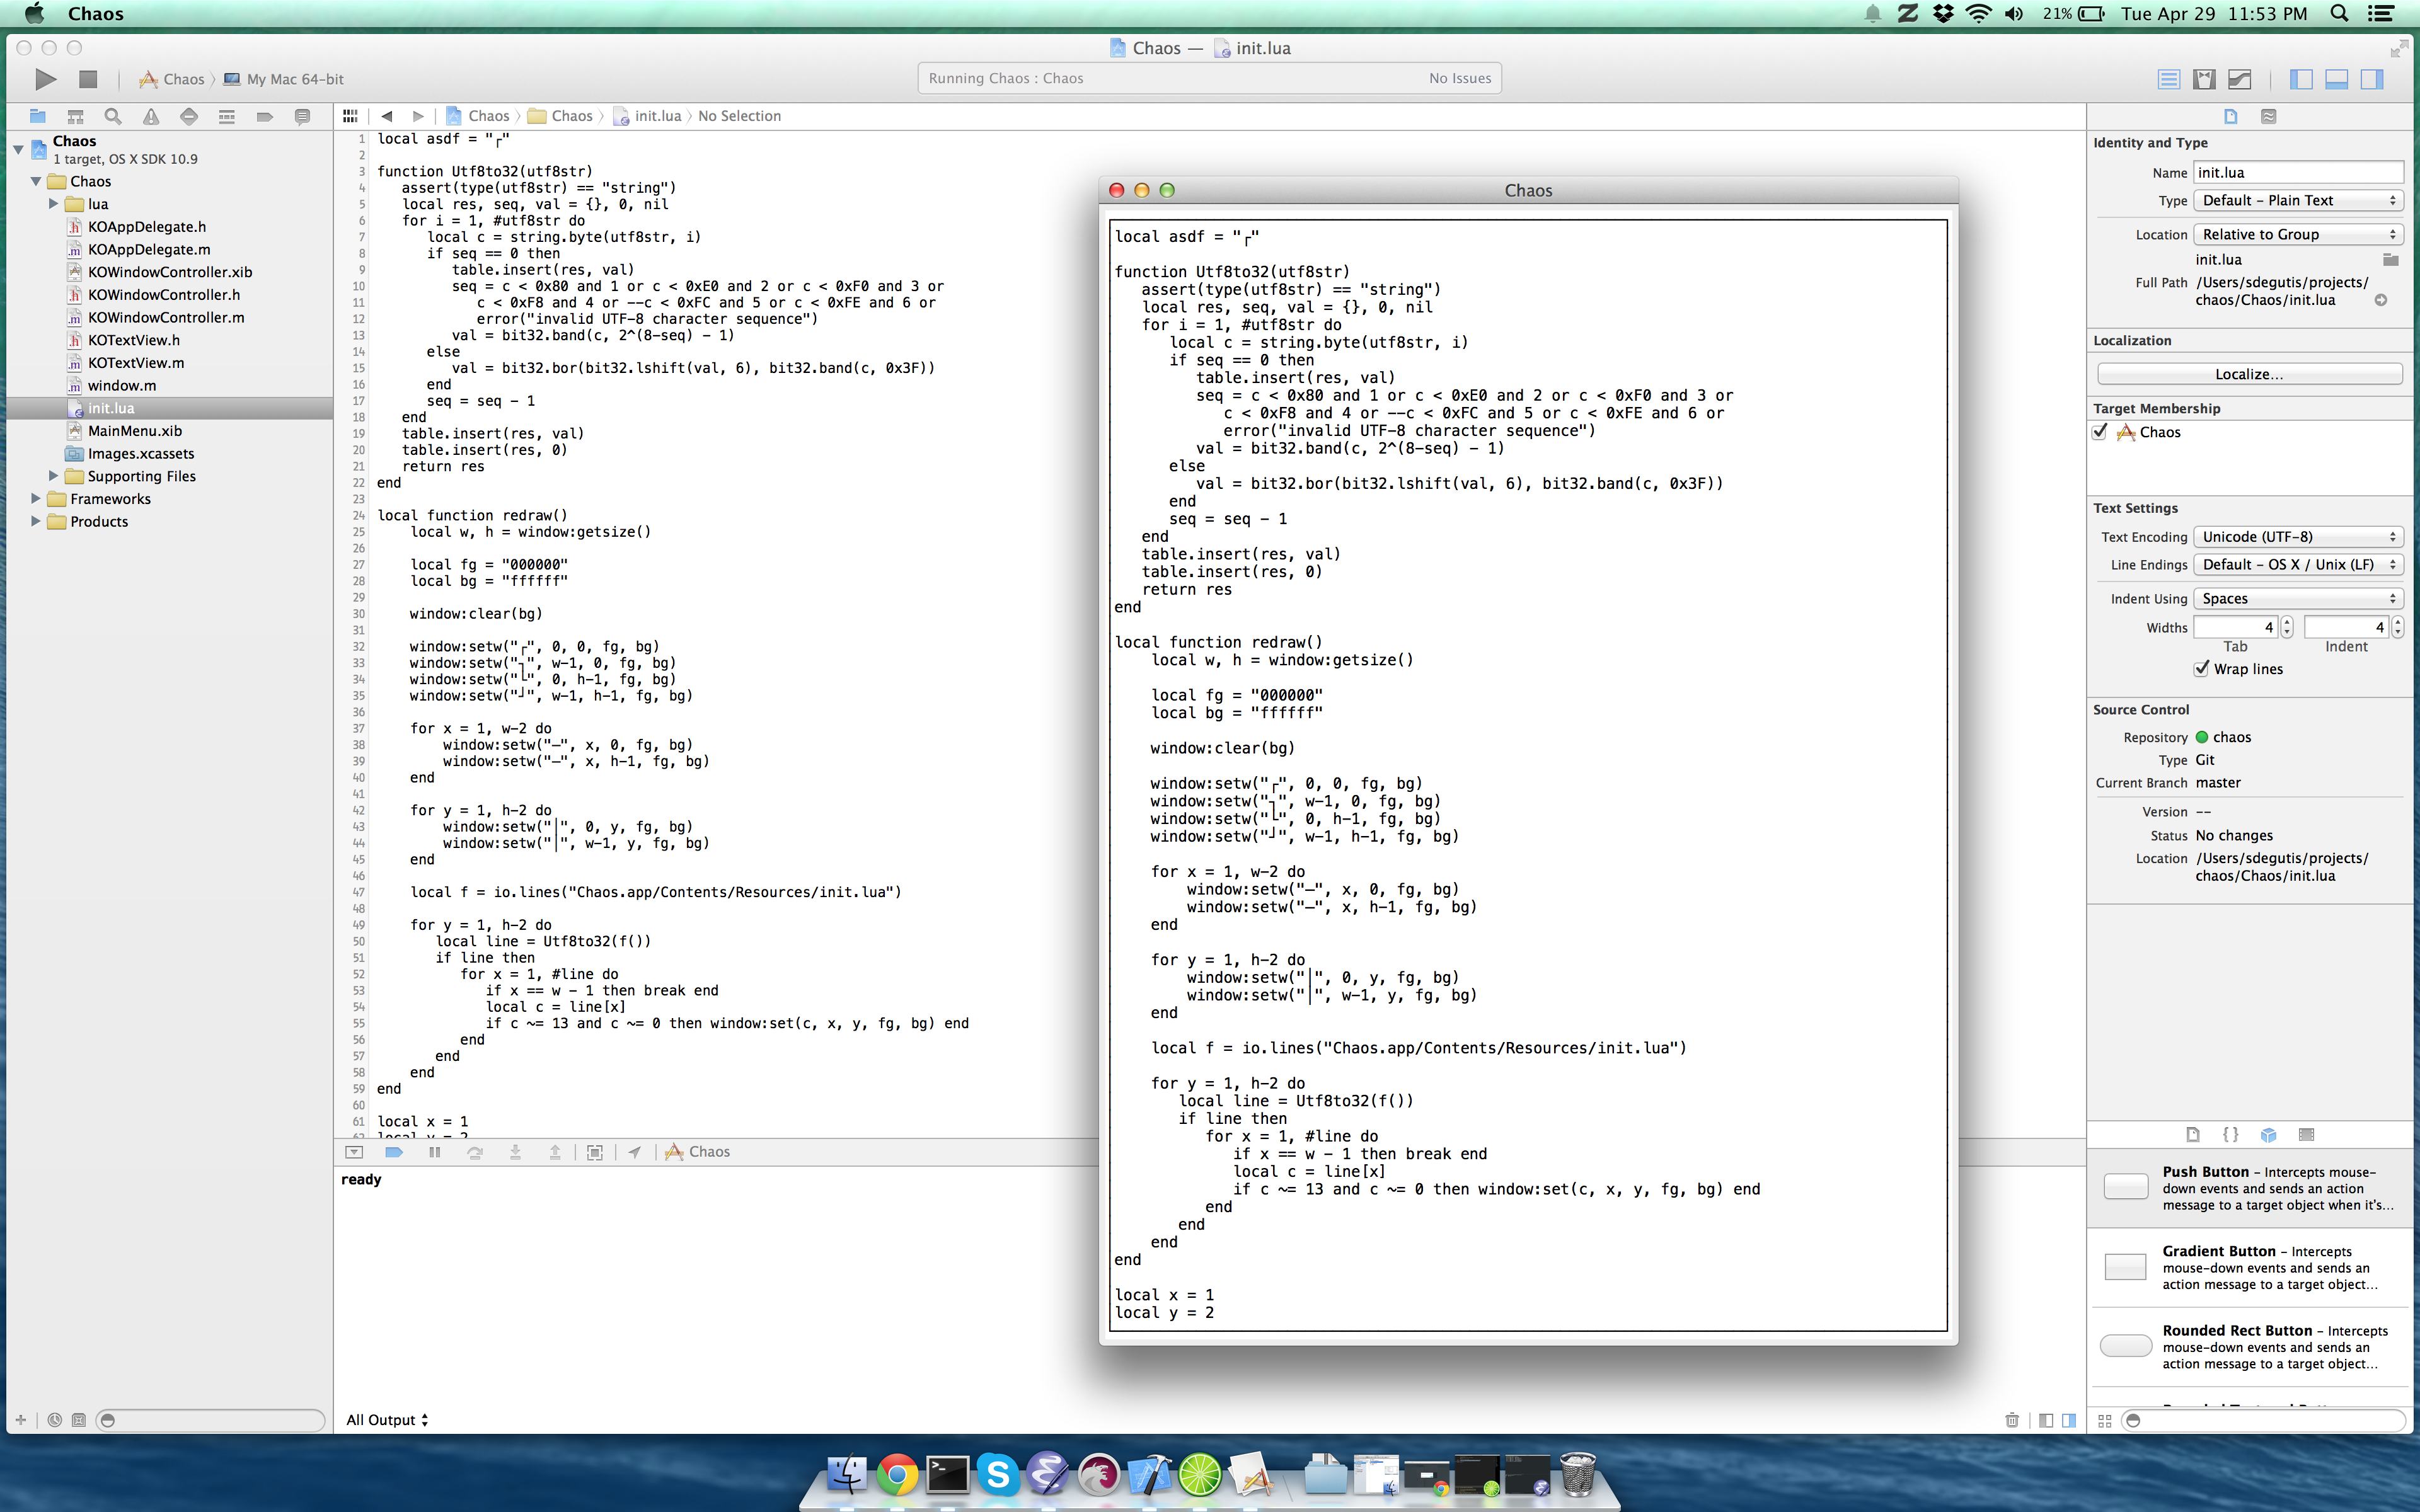 Chaos
21%
Tue Apr 29 11:53 PM
Chaos — init.lua
Chaos
My Mac 64-bit
Running Chaos : Chaos
No Issues
Chaos
Chaos
init.lua
No Selection
Chaos
1 target, OS X SDK 10.9
Chaos
lua
KOAppDelegate.h
KOAppDelegate.m
KOWindowController.xib
KOWindowController.h
KOWindowController.m
KOTextView.h
KOTextView.m
window.m
init.lua
MainMenu.xib
Images.xcassets
Supporting Files
Frameworks
Products
1 local asdf = "┌"
2
3 function Utf8to32(utf8str)
4    assert(type(utf8str) == "string")
5    local res, seq, val = {}, 0, nil
6    for i = 1, #utf8str do
7       local c = string.byte(utf8str, i)
8       if seq == 0 then
9          table.insert(res, val)
10          seq = c < 0x80 and 1 or c < 0xE0 and 2 or c < 0xF0 and 3 or
11             c < 0xF8 and 4 or --c < 0xFC and 5 or c < 0xFE and 6 or
12             error("invalid UTF-8 character sequence")
13          val = bit32.band(c, 2^(8-seq) - 1)
14       else
15          val = bit32.bor(bit32.lshift(val, 6), bit32.band(c, 0x3F))
16       end
17       seq = seq - 1
18    end
19    table.insert(res, val)
20    table.insert(res, 0)
21    return res
22 end
23
24 local function redraw()
25     local w, h = window:getsize()
26
27     local fg = "000000"
28     local bg = "ffffff"
29
30     window:clear(bg)
31
32     window:setw("┌", 0, 0, fg, bg)
33     window:setw("┐", w-1, 0, fg, bg)
34     window:setw("└", 0, h-1, fg, bg)
35     window:setw("┘", w-1, h-1, fg, bg)
36
37     for x = 1, w-2 do
38         window:setw("─", x, 0, fg, bg)
39         window:setw("─", x, h-1, fg, bg)
40     end
41
42     for y = 1, h-2 do
43         window:setw("│", 0, y, fg, bg)
44         window:setw("│", w-1, y, fg, bg)
45     end
46
47     local f = io.lines("Chaos.app/Contents/Resources/init.lua")
48
49     for y = 1, h-2 do
50        local line = Utf8to32(f())
51        if line then
52           for x = 1, #line do
53              if x == w - 1 then break end
54              local c = line[x]
55              if c ~= 13 and c ~= 0 then window:set(c, x, y, fg, bg) end
56           end
57        end
58     end
59 end
60
61 local x = 1
62 local y = 2
Chaos
ready
All Output
Chaos
local asdf = "┌"
function Utf8to32(utf8str)
   assert(type(utf8str) == "string")
   local res, seq, val = {}, 0, nil
   for i = 1, #utf8str do
      local c = string.byte(utf8str, i)
      if seq == 0 then
         table.insert(res, val)
         seq = c < 0x80 and 1 or c < 0xE0 and 2 or c < 0xF0 and 3 or
            c < 0xF8 and 4 or --c < 0xFC and 5 or c < 0xFE and 6 or
            error("invalid UTF-8 character sequence")
         val = bit32.band(c, 2^(8-seq) - 1)
      else
         val = bit32.bor(bit32.lshift(val, 6), bit32.band(c, 0x3F))
      end
      seq = seq - 1
   end
   table.insert(res, val)
   table.insert(res, 0)
   return res
end
local function redraw()
    local w, h = window:getsize()
    local fg = "000000"
    local bg = "ffffff"
    window:clear(bg)
    window:setw("┌", 0, 0, fg, bg)
    window:setw("┐", w-1, 0, fg, bg)
    window:setw("└", 0, h-1, fg, bg)
    window:setw("┘", w-1, h-1, fg, bg)
    for x = 1, w-2 do
        window:setw("─", x, 0, fg, bg)
        window:setw("─", x, h-1, fg, bg)
    end
    for y = 1, h-2 do
        window:setw("│", 0, y, fg, bg)
        window:setw("│", w-1, y, fg, bg)
    end
    local f = io.lines("Chaos.app/Contents/Resources/init.lua")
    for y = 1, h-2 do
       local line = Utf8to32(f())
       if line then
          for x = 1, #line do
             if x == w - 1 then break end
             local c = line[x]
             if c ~= 13 and c ~= 0 then window:set(c, x, y, fg, bg) end
          end
       end
    end
end
local x = 1
local y = 2
Identity and Type
Name init.lua
Type Default - Plain Text
Location Relative to Group
init.lua
Full Path /Users/sdegutis/projects/
chaos/Chaos/init.lua
Localization
Localize...
Target Membership
Chaos
Text Settings
Text Encoding Unicode (UTF-8)
Line Endings Default - OS X / Unix (LF)
Indent Using Spaces
Widths 4 4
Tab Indent
Wrap lines
Source Control
Repository chaos
Type Git
Current Branch master
Version --
Status No changes
Location /Users/sdegutis/projects/
chaos/Chaos/init.lua
Push Button - Intercepts mouse-
down events and sends an action
message to a target object when it's...
Gradient Button - Intercepts
mouse-down events and sends an
action message to a target object...
Rounded Rect Button - Intercepts
mouse-down events and sends an
action message to a target object...